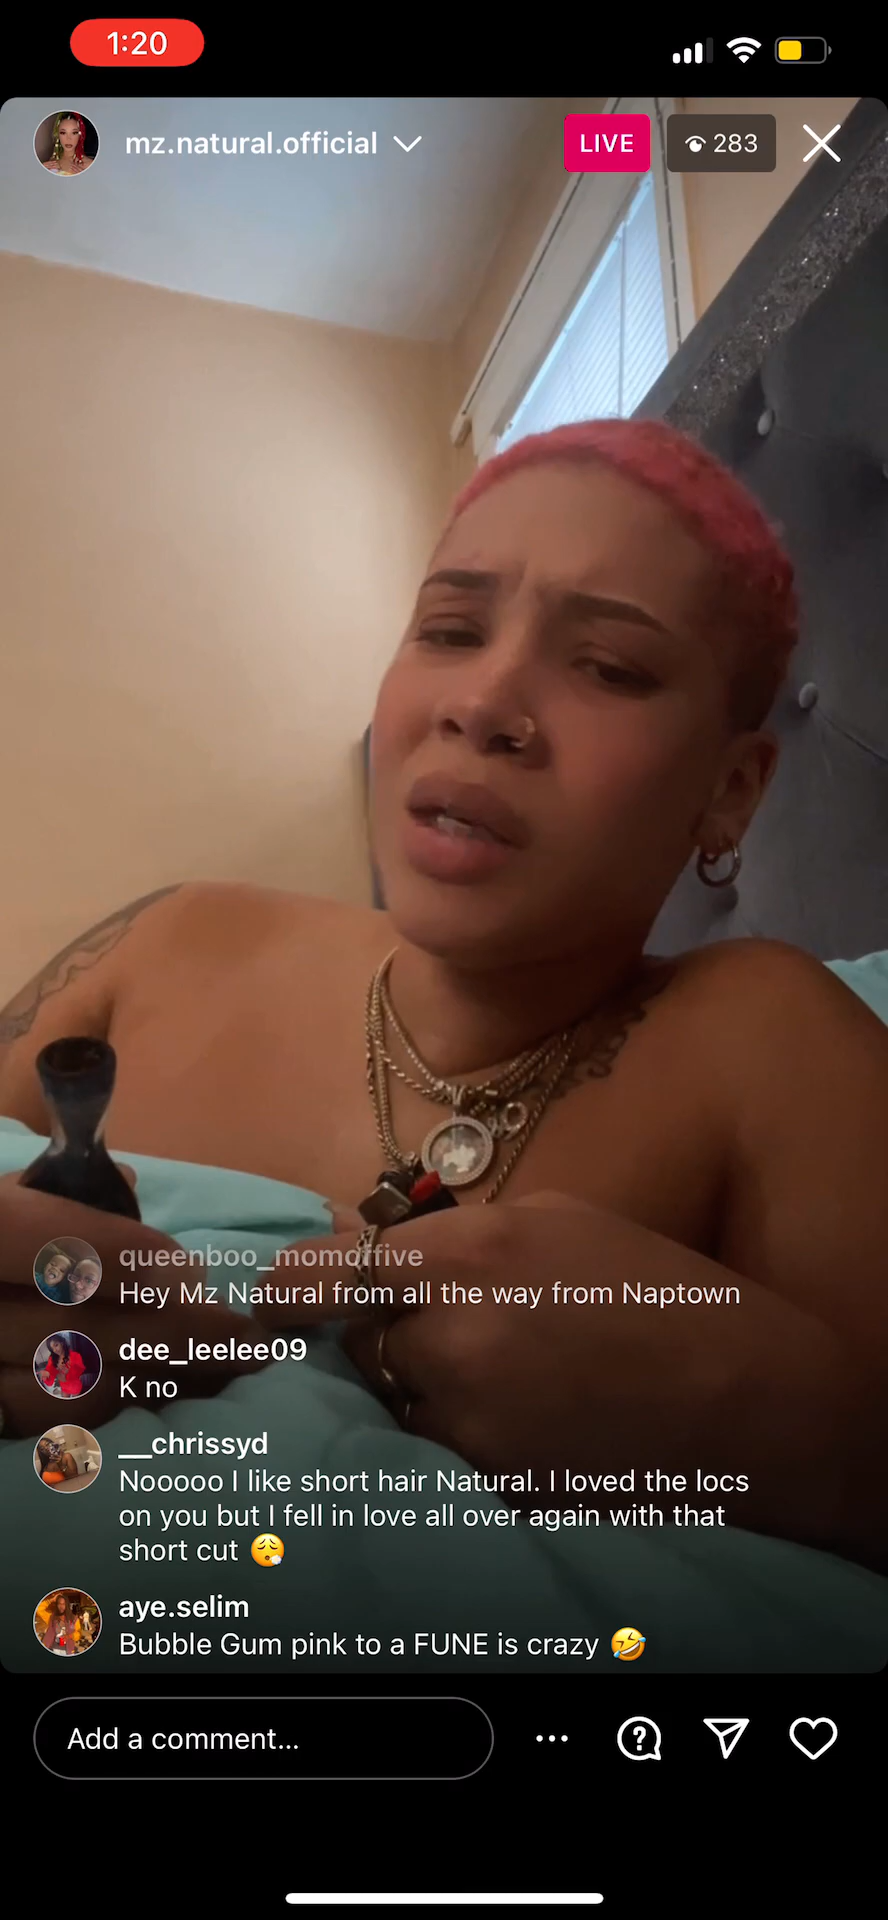 1:20
mz.natural.official
LIVE
283
queenboo_momoffive
Hey Mz Natural from all the way from Naptown
dee_leelee09
K no
__chrissyd
Nooooo I like short hair Natural. I loved the locs
on you but I fell in love all over again with that
short cut 😮‍💨
aye.selim
Bubble Gum pink to a FUNE is crazy 🤣
Add a comment...